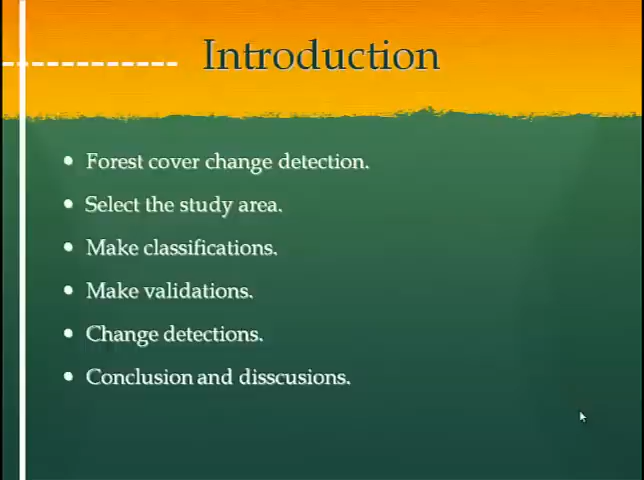 Introduction
• Forest cover change detection.
• Select the study area.
• Make classifications.
• Make validations.
• Change detections.
• Conclusion and disscusions.